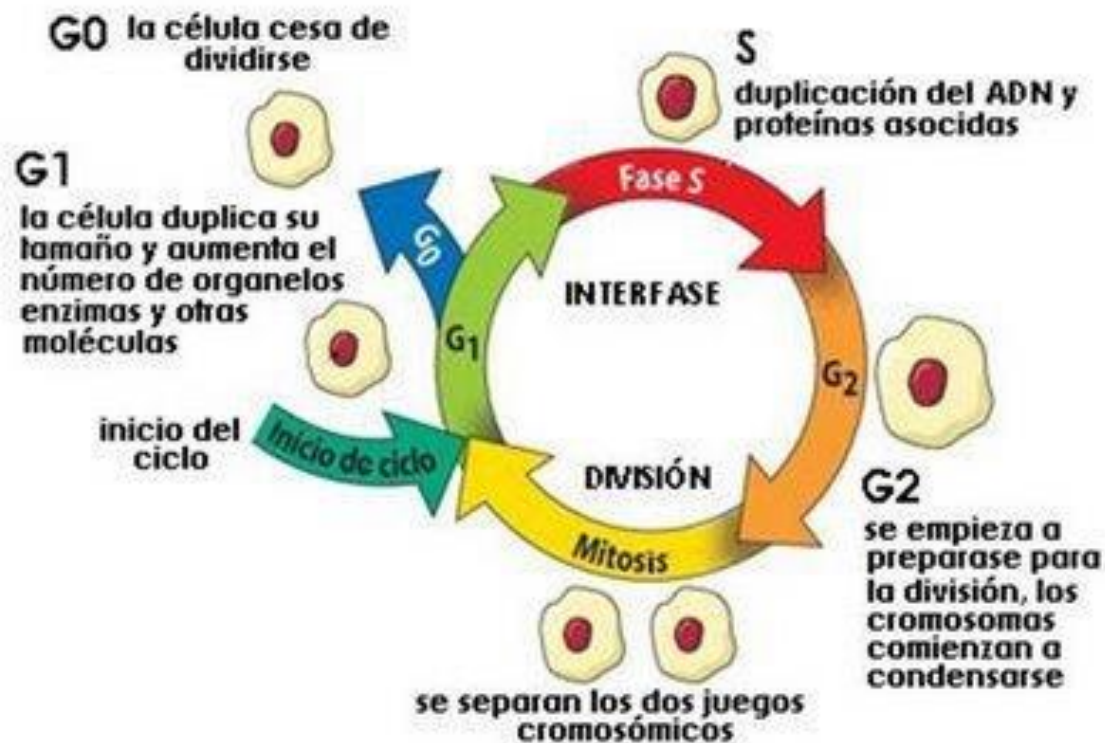 G0 la célula cesa de
dividirse
S
duplicación del ADN y
proteínas asocidas
G1
la célula duplica su
tamaño y aumenta el
número de organelos
enzimas y otras
moléculas
Fase S
G0
INTERFASE
G1
G2
inicio del
ciclo
Início de ciclo
DIVISIÓN
Mitosis
G2
se empieza a
preparase para
la división, los
cromosomas
comienzan a
condensarse
se separan los dos juegos
cromosómicos